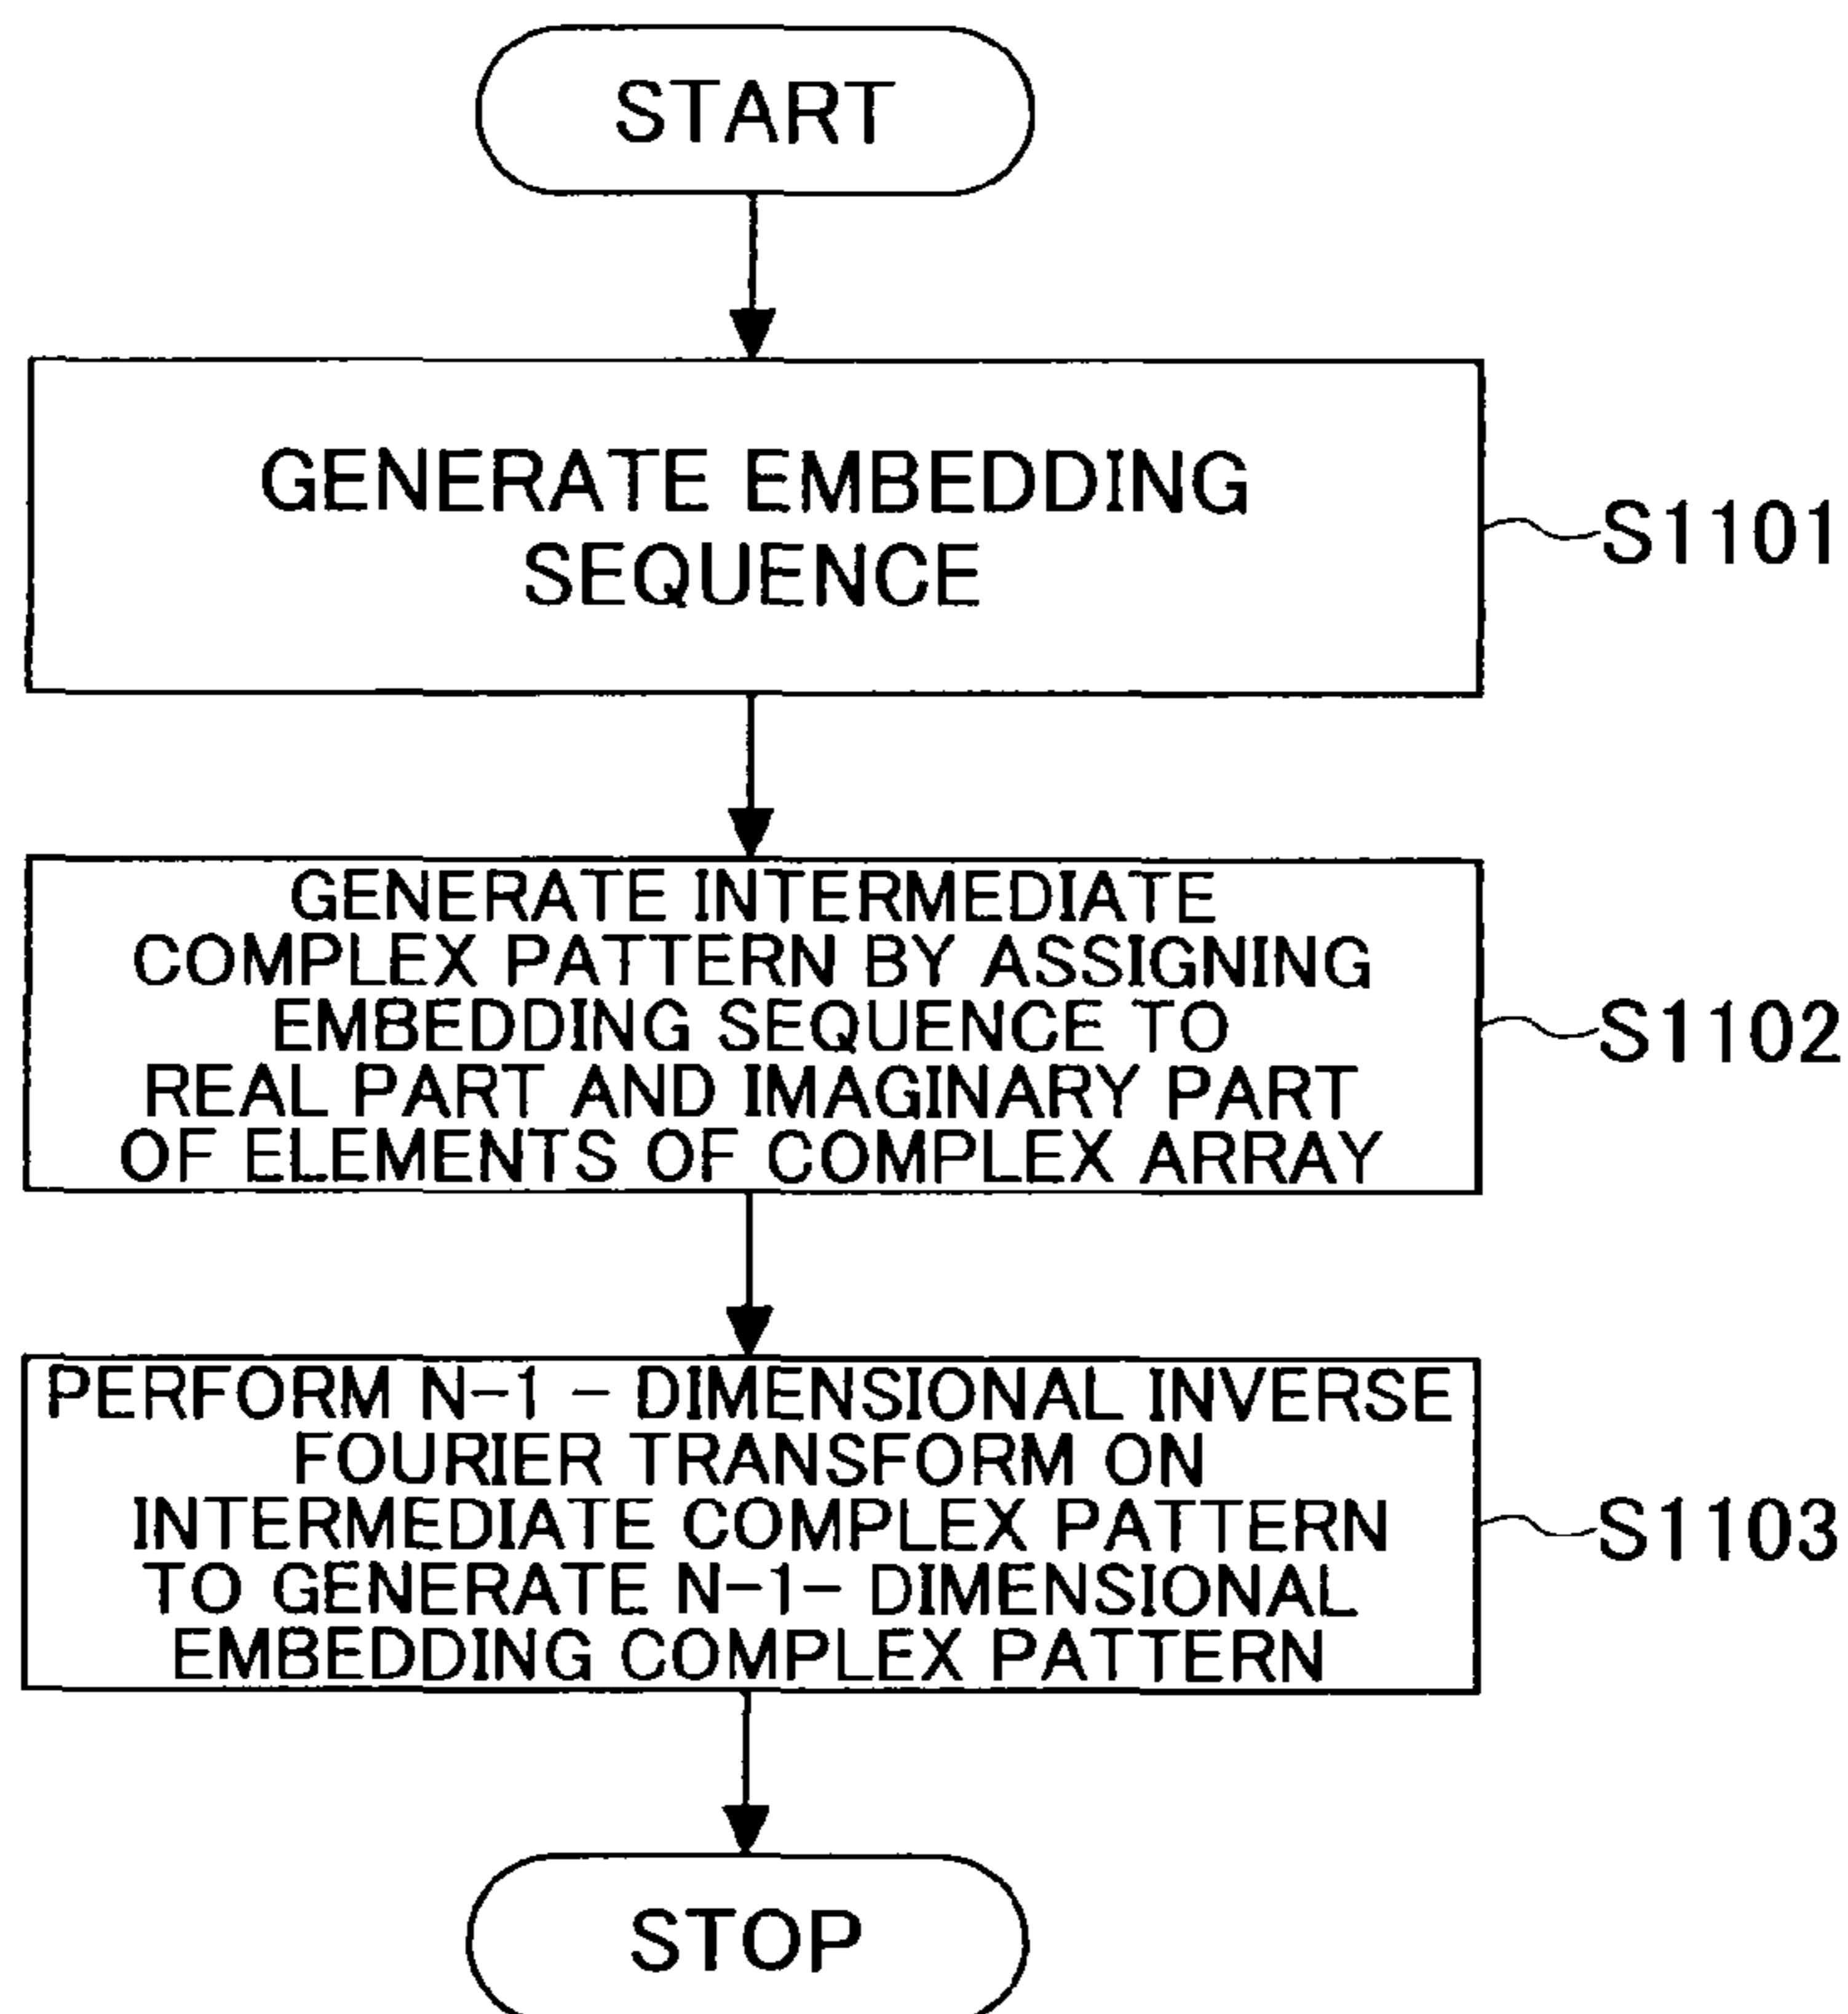 START
GENERATE EMBEDDING
SEQUENCE
S1101
GENERATE INTERMEDIATE
COMPLEX PATTERN BY ASSIGNING
EMBEDDING SEQUENCE TO
REAL PART AND IMAGINARY PART
OF ELEMENTS OF COMPLEX ARRAY
S1102
PERFORM N-1-DIMENSIONAL INVERSE
FOURIER TRANSFORM ON
INTERMEDIATE COMPLEX PATTERN
TO GENERATE N-1-DIMENSIONAL
EMBEDDING COMPLEX PATTERN
S1103
STOP